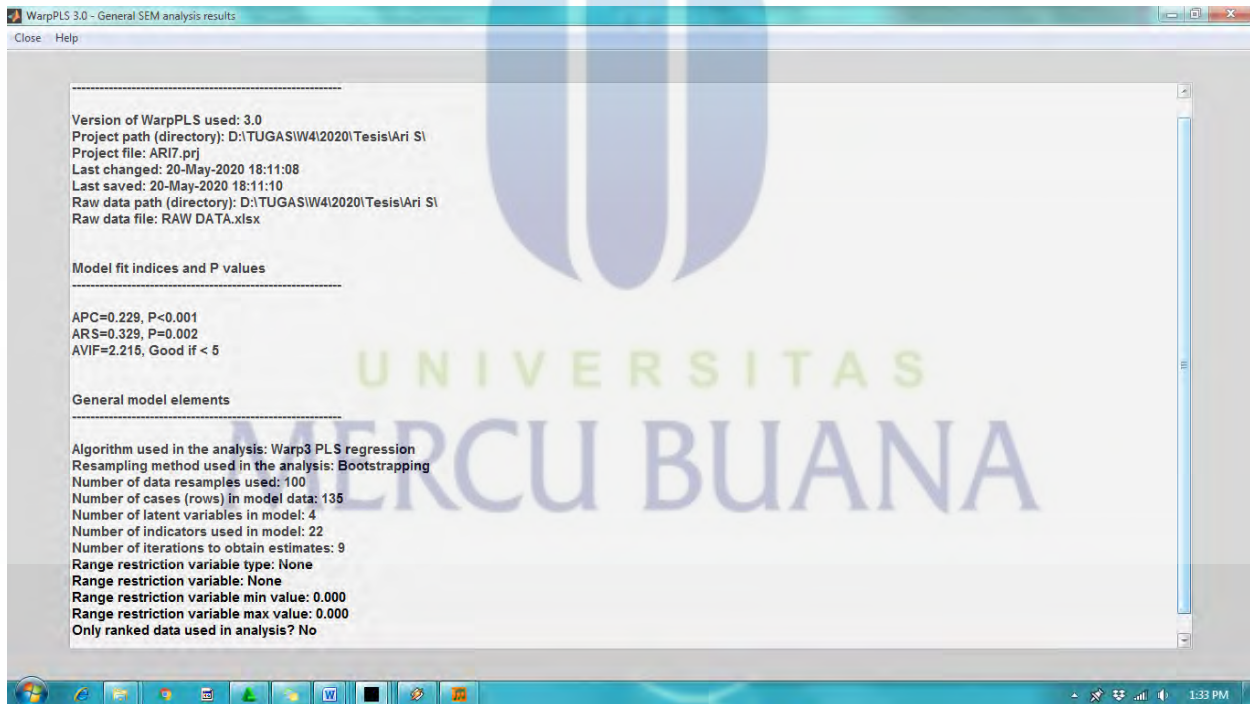 WarpPLS 3.0 - General SEM analysis results
Close Help
------------------------------------------------------------
Version of WarpPLS used: 3.0
Project path (directory): D:\TUGAS\W4\2020\Tesis\Ari S\
Project file: ARI7.prj
Last changed: 20-May-2020 18:11:08
Last saved: 20-May-2020 18:11:10
Raw data path (directory): D:\TUGAS\W4\2020\Tesis\Ari S\
Raw data file: RAW DATA.xlsx
Model fit indices and P values
------------------------------------------------------------
APC=0.229, P<0.001
ARS=0.329, P=0.002
AVIF=2.215, Good if < 5
General model elements
------------------------------------------------------------
Algorithm used in the analysis: Warp3 PLS regression
Resampling method used in the analysis: Bootstrapping
Number of data resamples used: 100
Number of cases (rows) in model data: 135
Number of latent variables in model: 4
Number of indicators used in model: 22
Number of iterations to obtain estimates: 9
Range restriction variable type: None
Range restriction variable: None
Range restriction variable min value: 0.000
Range restriction variable max value: 0.000
Only ranked data used in analysis? No
UNIVERSITAS
MERCU BUANA
1:33 PM